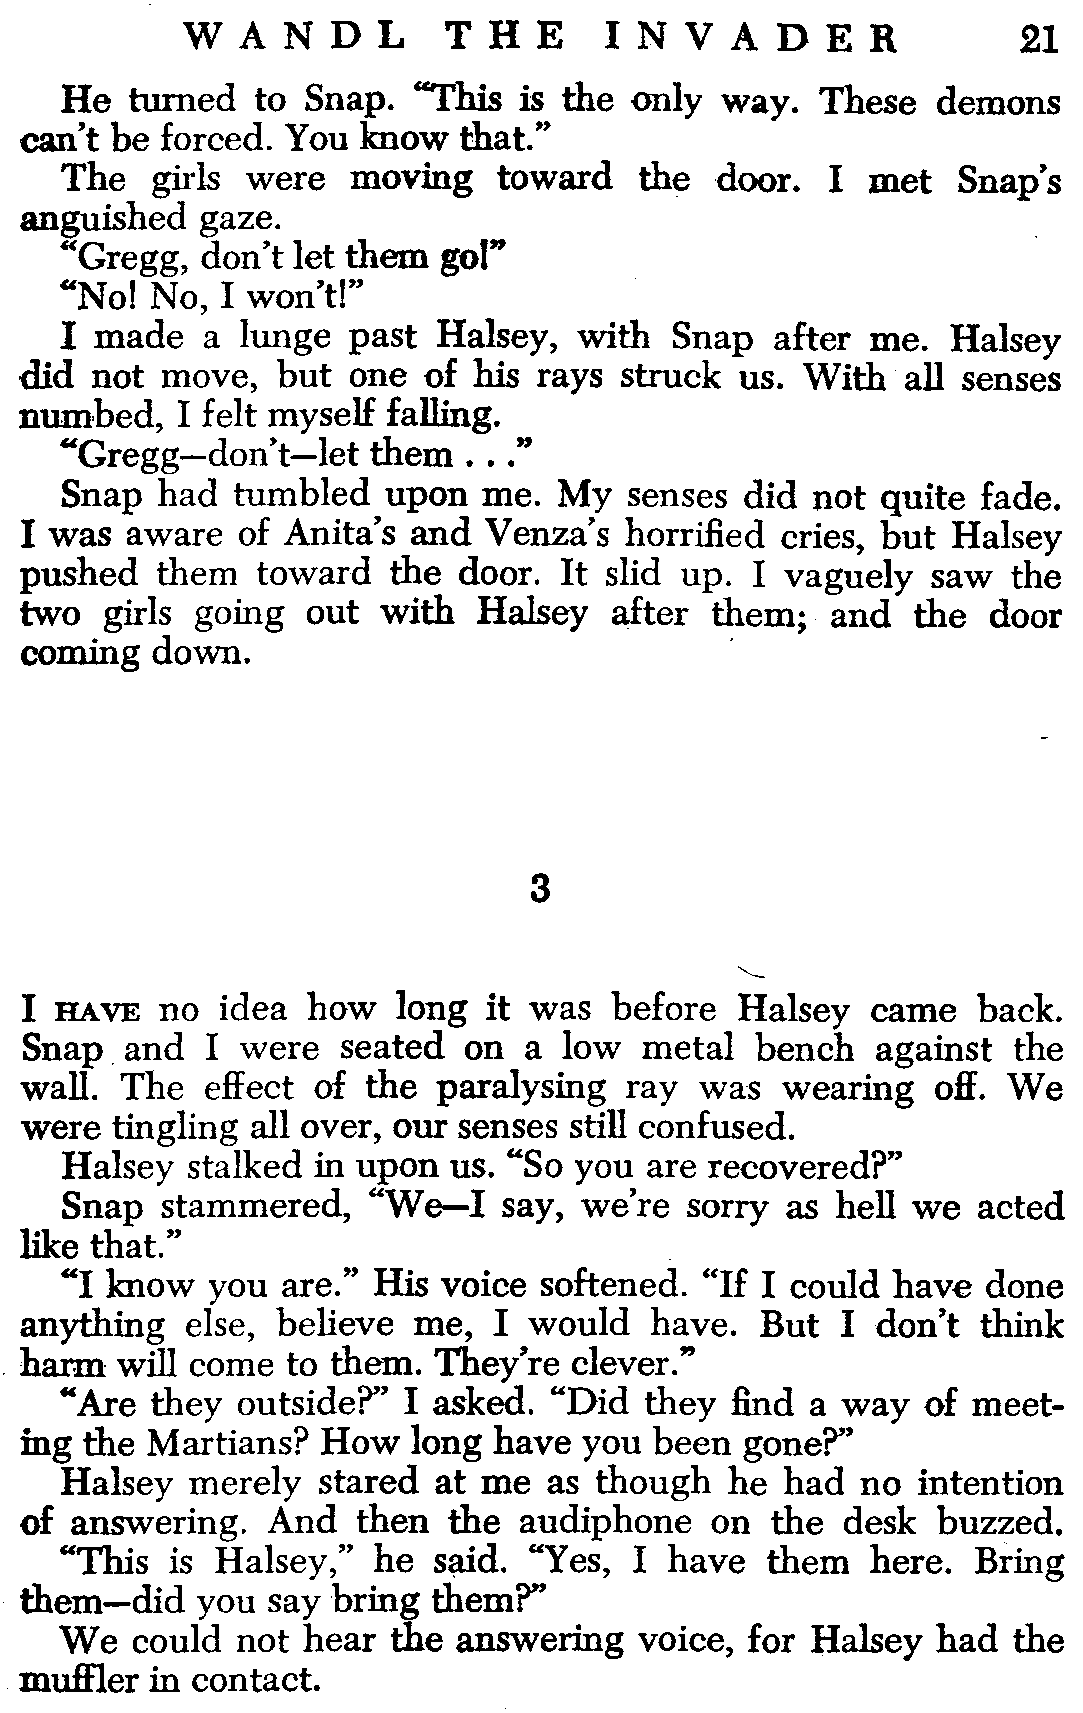 WANDL THE INVADER 21
He turned to Snap. “This is the only way. These demons
can't be forced. You know that.”
The girls were moving toward the door. I met Snap's
anguished gaze.
“Gregg, don't let them go!”
“No! No, I won't!”
I made a lunge past Halsey, with Snap after me. Halsey
did not move, but one of his rays struck us. With all senses
numbed, I felt myself falling.
“Gregg—don't—let them . . .”
Snap had tumbled upon me. My senses did not quite fade.
I was aware of Anita's and Venza's horrified cries, but Halsey
pushed them toward the door. It slid up. I vaguely saw the
two girls going out with Halsey after them; and the door
coming down.
3
I HAVE no idea how long it was before Halsey came back.
Snap and I were seated on a low metal bench against the
wall. The effect of the paralysing ray was wearing off. We
were tingling all over, our senses still confused.
Halsey stalked in upon us. “So you are recovered?”
Snap stammered, “We—I say, we're sorry as hell we acted
like that.”
“I know you are.” His voice softened. “If I could have done
anything else, believe me, I would have. But I don't think
harm will come to them. They're clever.”
“Are they outside?” I asked. “Did they find a way of meet-
ing the Martians? How long have you been gone?”
Halsey merely stared at me as though he had no intention
of answering. And then the audiphone on the desk buzzed.
“This is Halsey,” he said. “Yes, I have them here. Bring
them—did you say bring them?”
We could not hear the answering voice, for Halsey had the
muffler in contact.